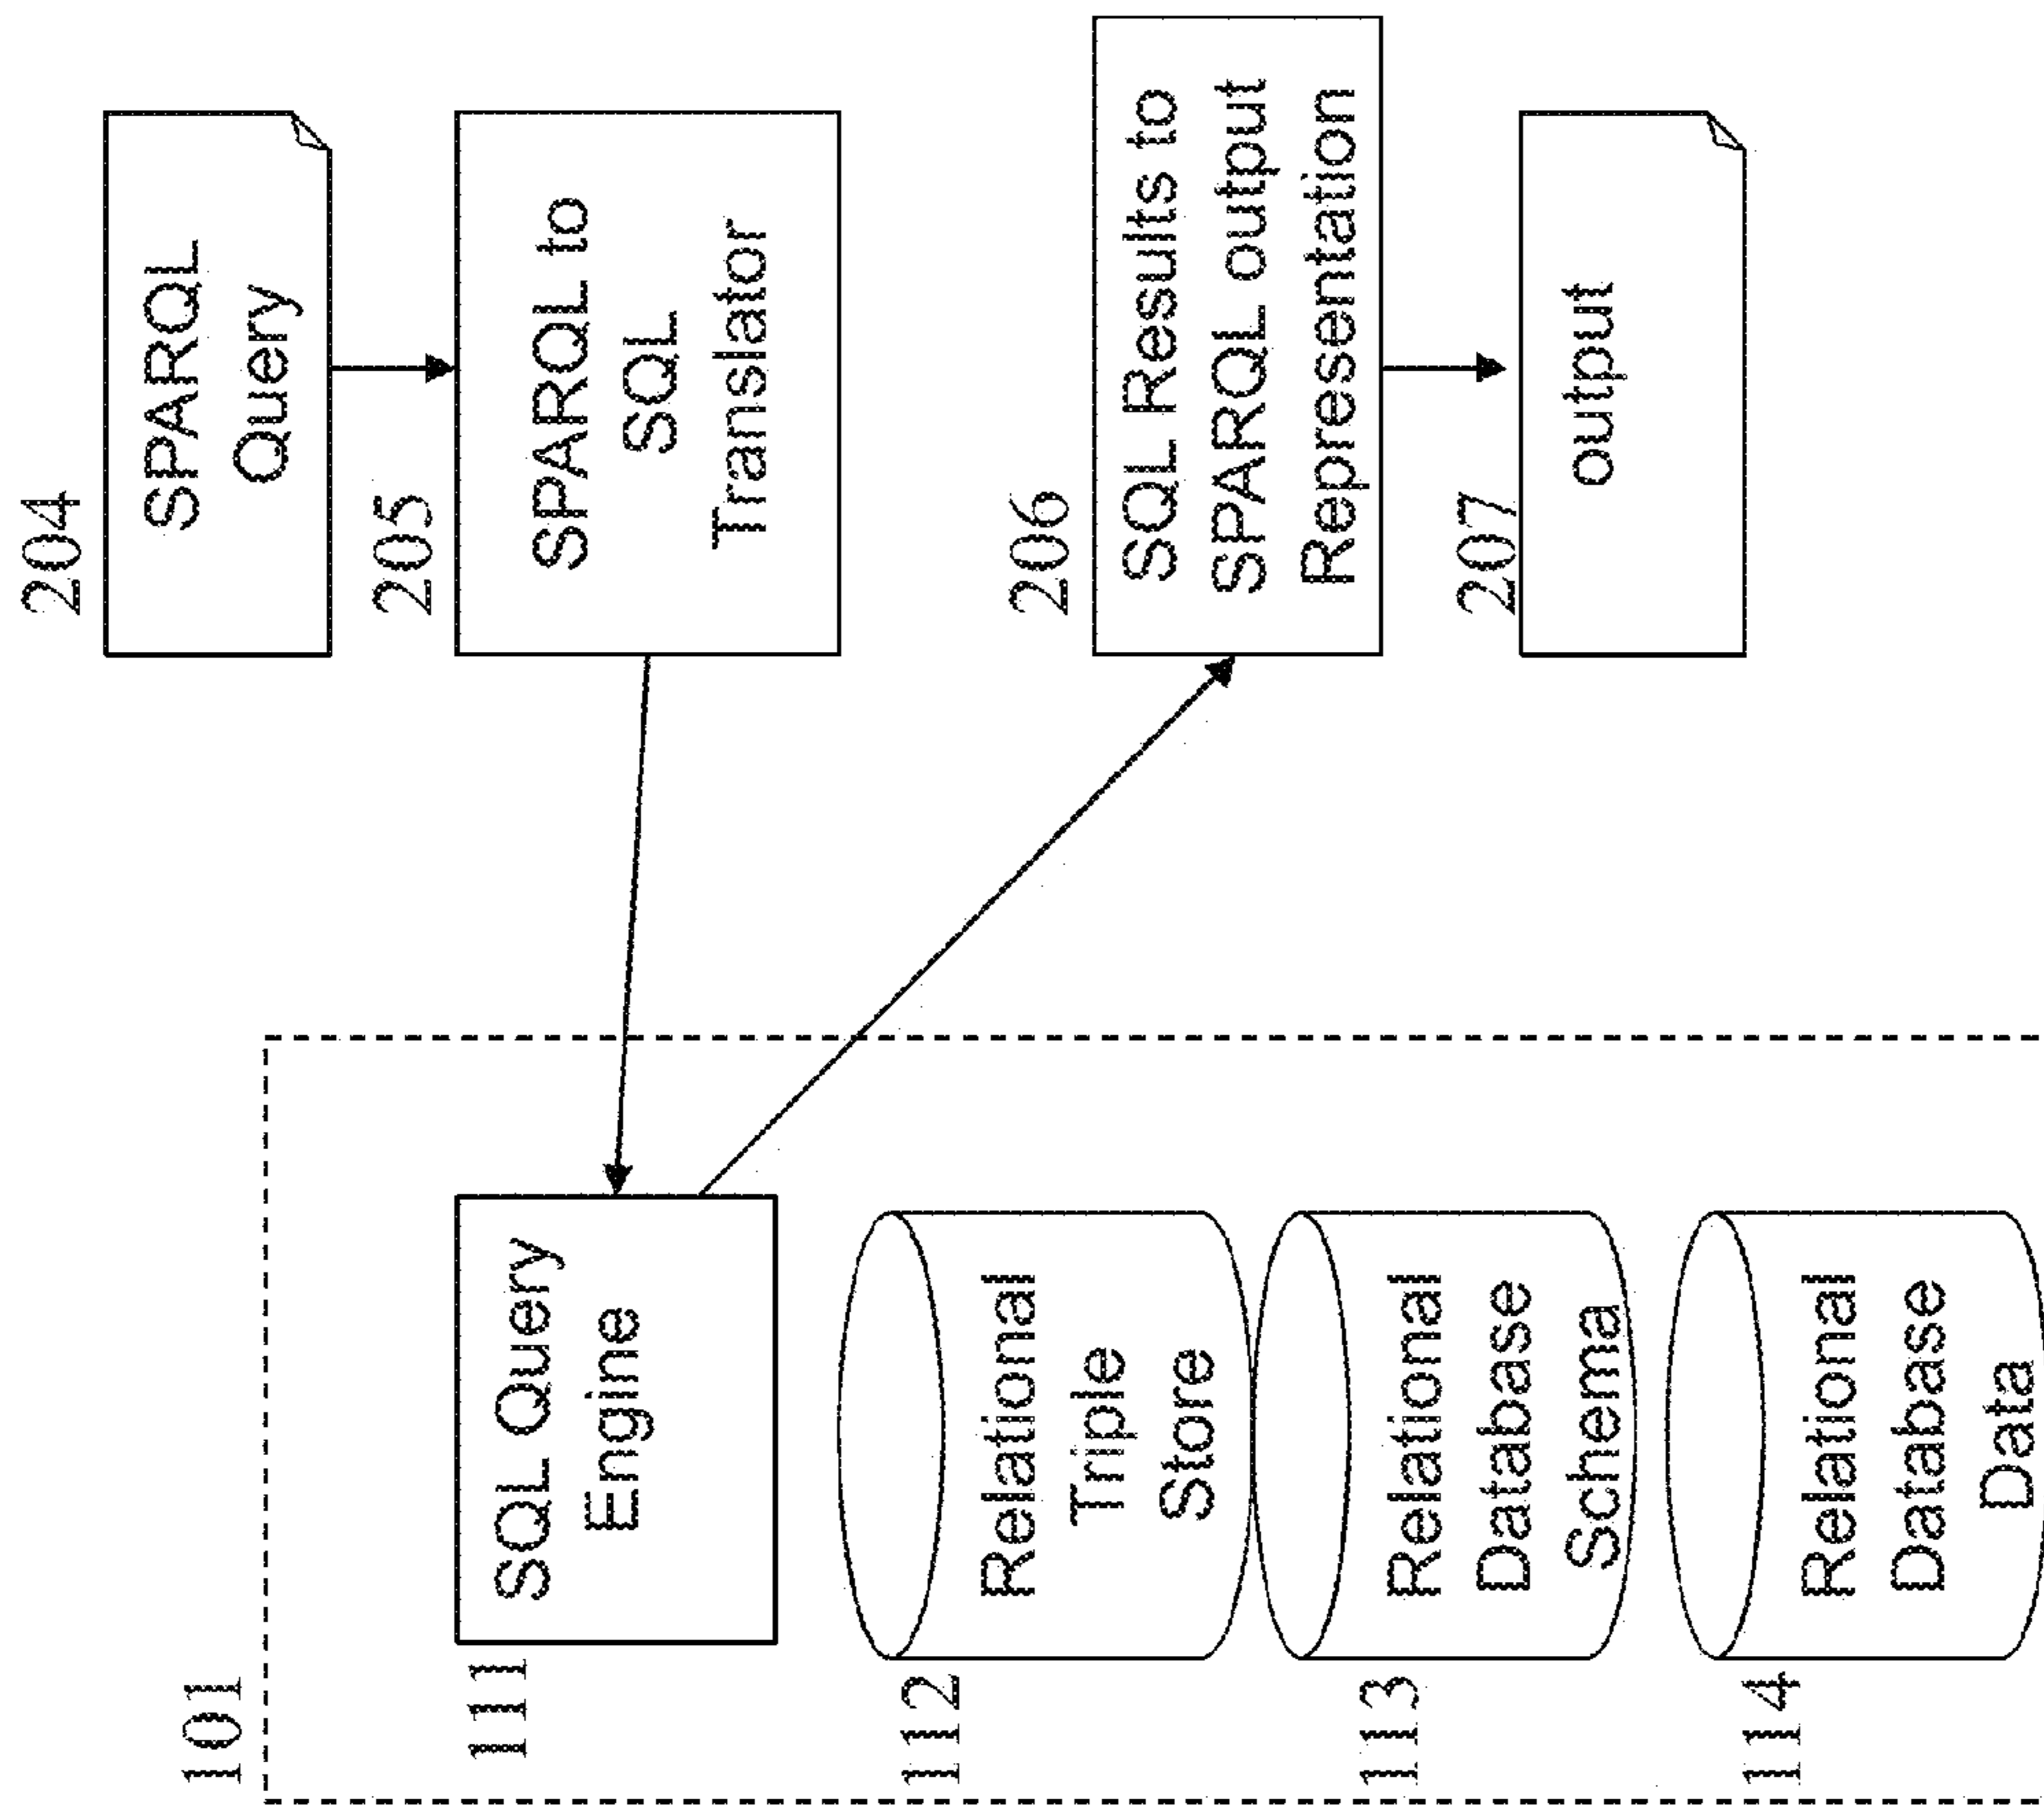 101
111
SQL Query
Engine
112
Relational
Triple
Store
113
Relational
Database
Schema
114
Relational
Database
Data
204
SPARQL
Query
205
SPARQL to
SQL
Translator
206
SQL Results to
SPARQL output
Representation
207
output